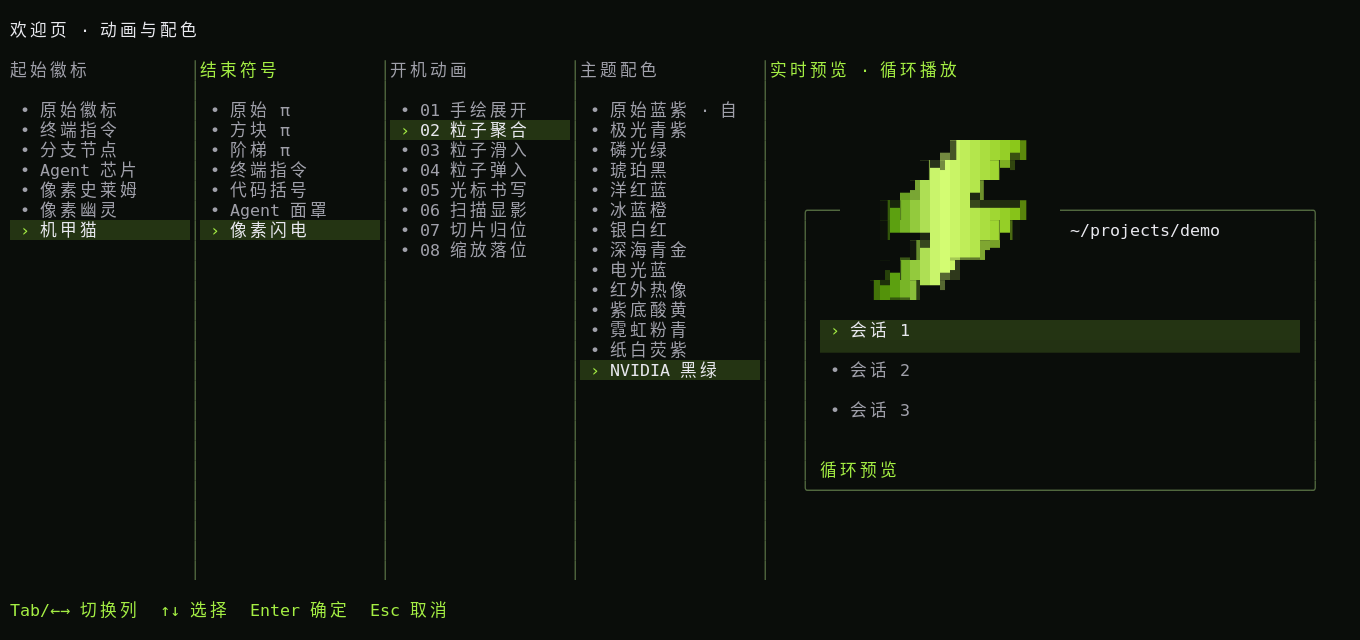 欢迎页 · 动画与配色
起始徽标
• 原始徽标
• 终端指令
• 分支节点
• Agent 芯片
• 像素史莱姆
• 像素幽灵
› 机甲猫
结束符号
• 原始 π
• 方块 π
• 阶梯 π
• 终端指令
• 代码括号
• Agent 面罩
› 像素闪电
开机动画
• 01 手绘展开
› 02 粒子聚合
• 03 粒子滑入
• 04 粒子弹入
• 05 光标书写
• 06 扫描显影
• 07 切片归位
• 08 缩放落位
主题配色
• 原始蓝紫 · 自
• 极光青紫
• 磷光绿
• 琥珀黑
• 洋红蓝
• 冰蓝橙
• 银白红
• 深海青金
• 电光蓝
• 红外热像
• 紫底酸黄
• 霓虹粉青
• 纸白荧紫
› NVIDIA 黑绿
实时预览 · 循环播放
~/projects/demo
› 会话 1
• 会话 2
• 会话 3
循环预览
Tab/←→ 切换列  ↑↓ 选择  Enter 确定  Esc 取消